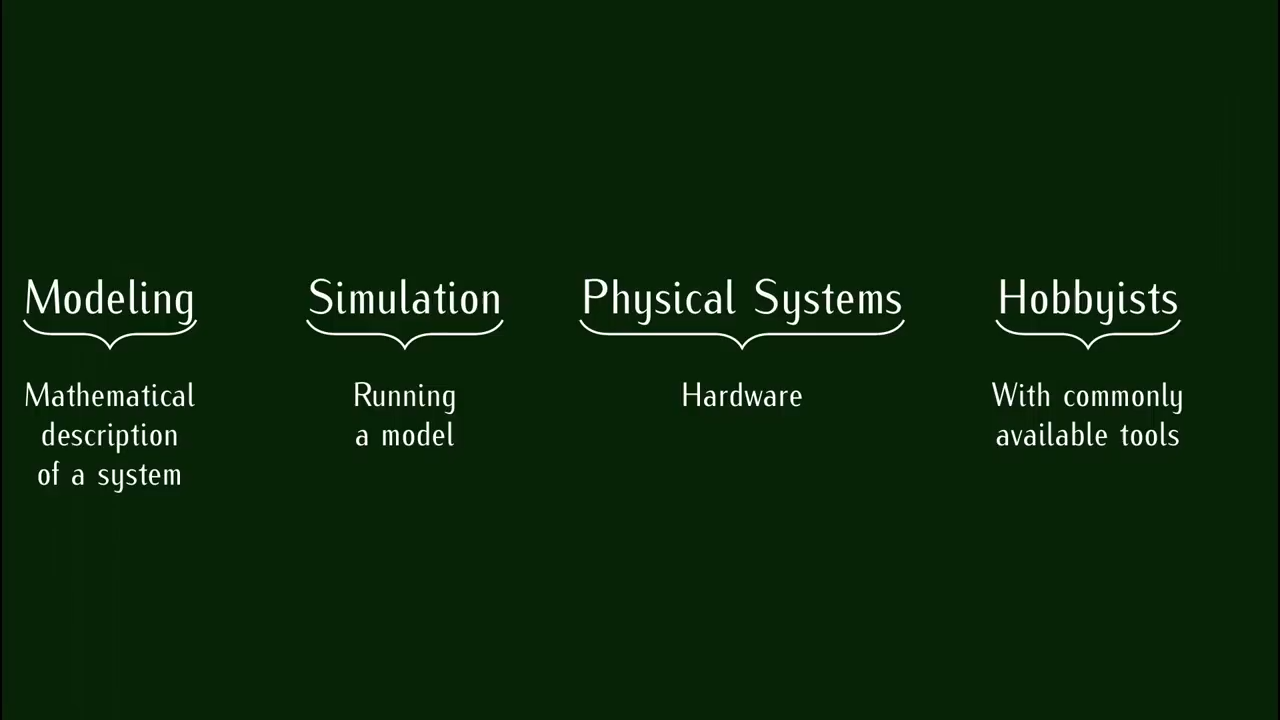 Modeling
Mathematical
description
of a system
Simulation
Running
a model
Physical Systems
Hardware
Hobbyists
With commonly
available tools